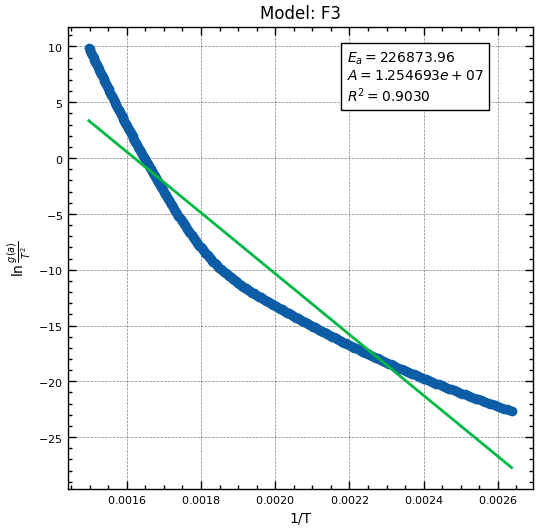 Model: F3
E_a = 226873.96
A = 1.254693e + 07
R^2 = 0.9030
10
5
0
−5
−10
−15
−20
−25
ln g(a)/T^2
0.0016 0.0018 0.0020 0.0022 0.0024 0.0026
1/T